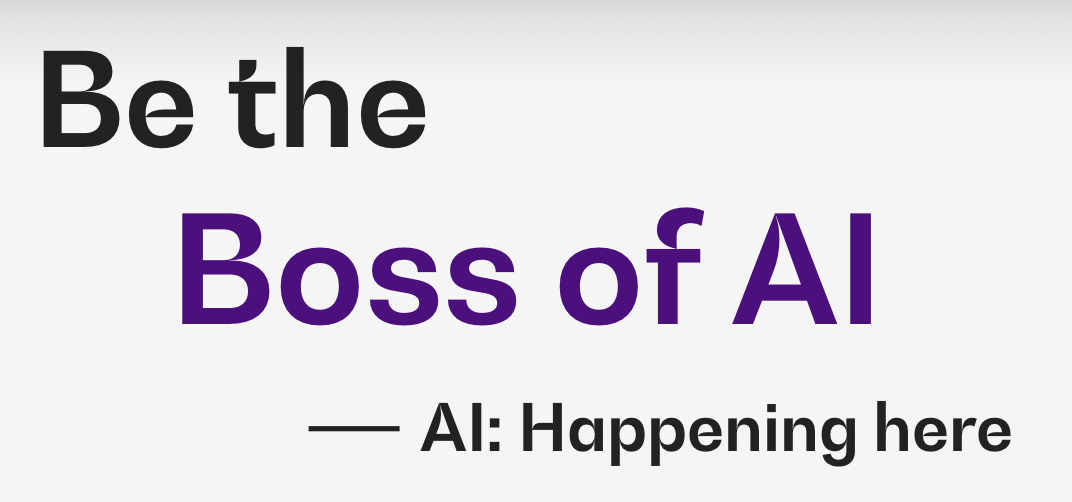 Be the
Boss of AI
— AI: Happening here